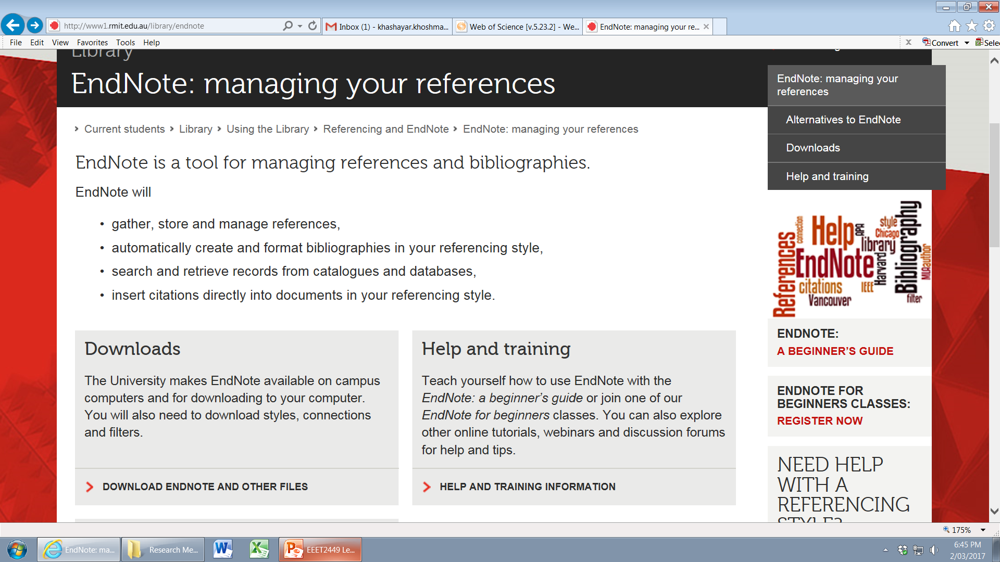 http://www1.rmit.edu.au/library/endnote
Inbox (1) - khashayar.khoshma...
Web of Science [v.5.23.2] - We...
EndNote: managing your re...
File Edit View Favorites Tools Help
Convert
Sele
Library
EndNote: managing your references
Current students Library Using the Library Referencing and EndNote EndNote: managing your references
EndNote is a tool for managing references and bibliographies.
EndNote will
• gather, store and manage references,
• automatically create and format bibliographies in your referencing style,
• search and retrieve records from catalogues and databases,
• insert citations directly into documents in your referencing style.
Downloads
The University makes EndNote available on campus
computers and for downloading to your computer.
You will also need to download styles, connections
and filters.
DOWNLOAD ENDNOTE AND OTHER FILES
Help and training
Teach yourself how to use EndNote with the
EndNote: a beginner’s guide or join one of our
EndNote for beginners classes. You can also explore
other online tutorials, webinars and discussion forums
for help and tips.
HELP AND TRAINING INFORMATION
EndNote: managing your
references
Alternatives to EndNote
Downloads
Help and training
References
connection
Help
APA
style
Chicago
library
EndNote
Harvard
Bibliography
MLA
author
citations
IEEE
Vancouver
filter
ENDNOTE:
A BEGINNER’S GUIDE
ENDNOTE FOR
BEGINNERS CLASSES:
REGISTER NOW
NEED HELP
WITH A
REFERENCING
STYLE?
175%
EndNote: ma...
Research Me...
EEET2449 Le...
6:45 PM
2/03/2017